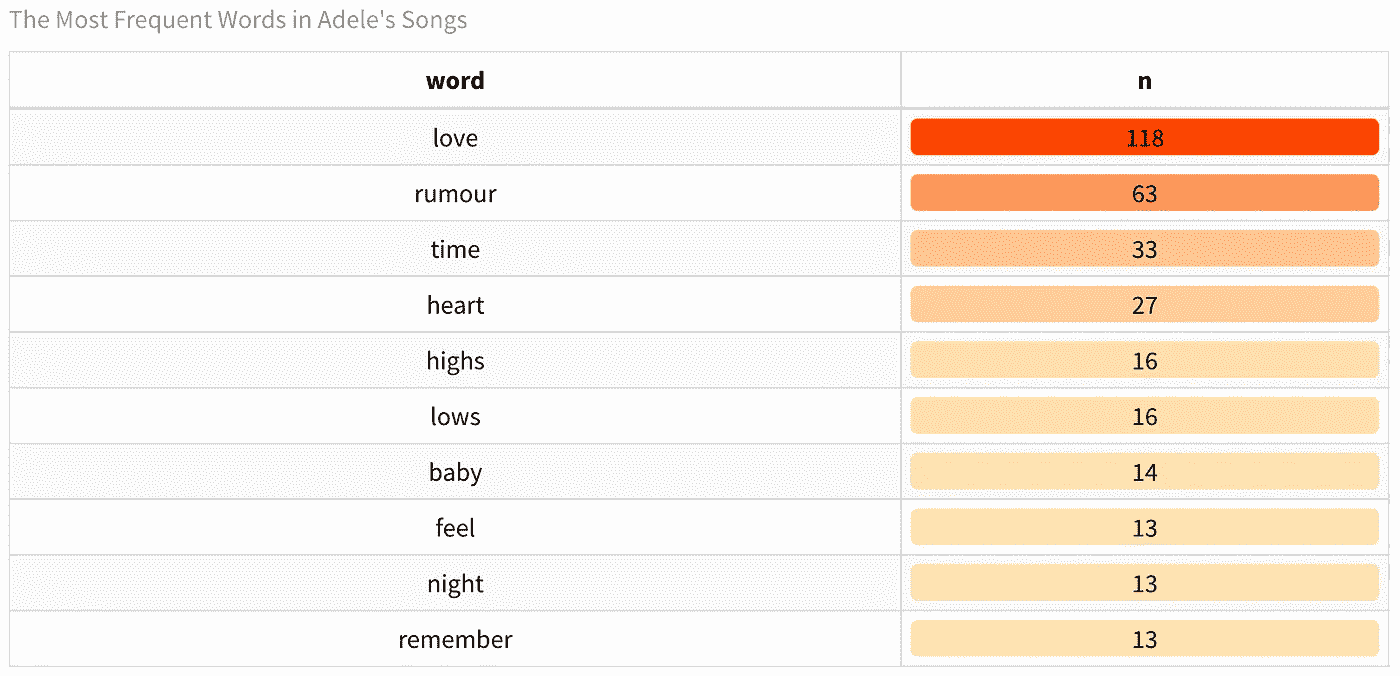 The Most Frequent Words in Adele's Songs
word n
love 118
rumour 63
time 33
heart 27
highs 16
lows 16
baby 14
feel 13
night 13
remember 13